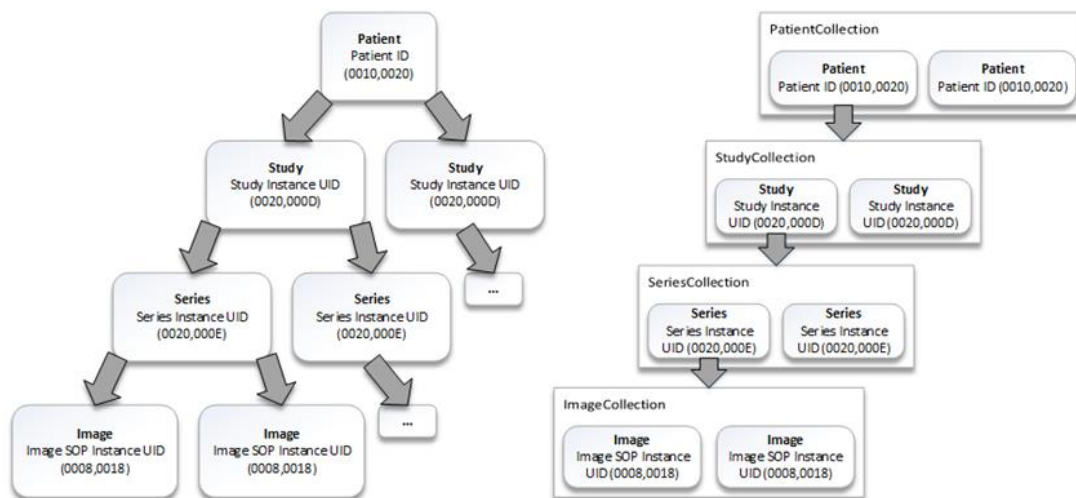 Patient
Patient ID
(0010,0020)
Study
Study Instance UID
(0020,000D)
Study
Study Instance UID
(0020,000D)
Series
Series Instance UID
(0020,000E)
Series
Series Instance UID
(0020,000E)
...
Image
Image SOP Instance UID
(0008,0018)
Image
Image SOP Instance UID
(0008,0018)
...
PatientCollection
Patient
Patient ID (0010,0020)
Patient
Patient ID (0010,0020)
StudyCollection
Study
Study Instance
UID (0020,000D)
Study
Study Instance
UID (0020,000D)
SeriesCollection
Series
Series Instance
UID (0020,000E)
Series
Series Instance
UID (0020,000E)
ImageCollection
Image
Image SOP Instance
UID (0008,0018)
Image
Image SOP Instance
UID (0008,0018)